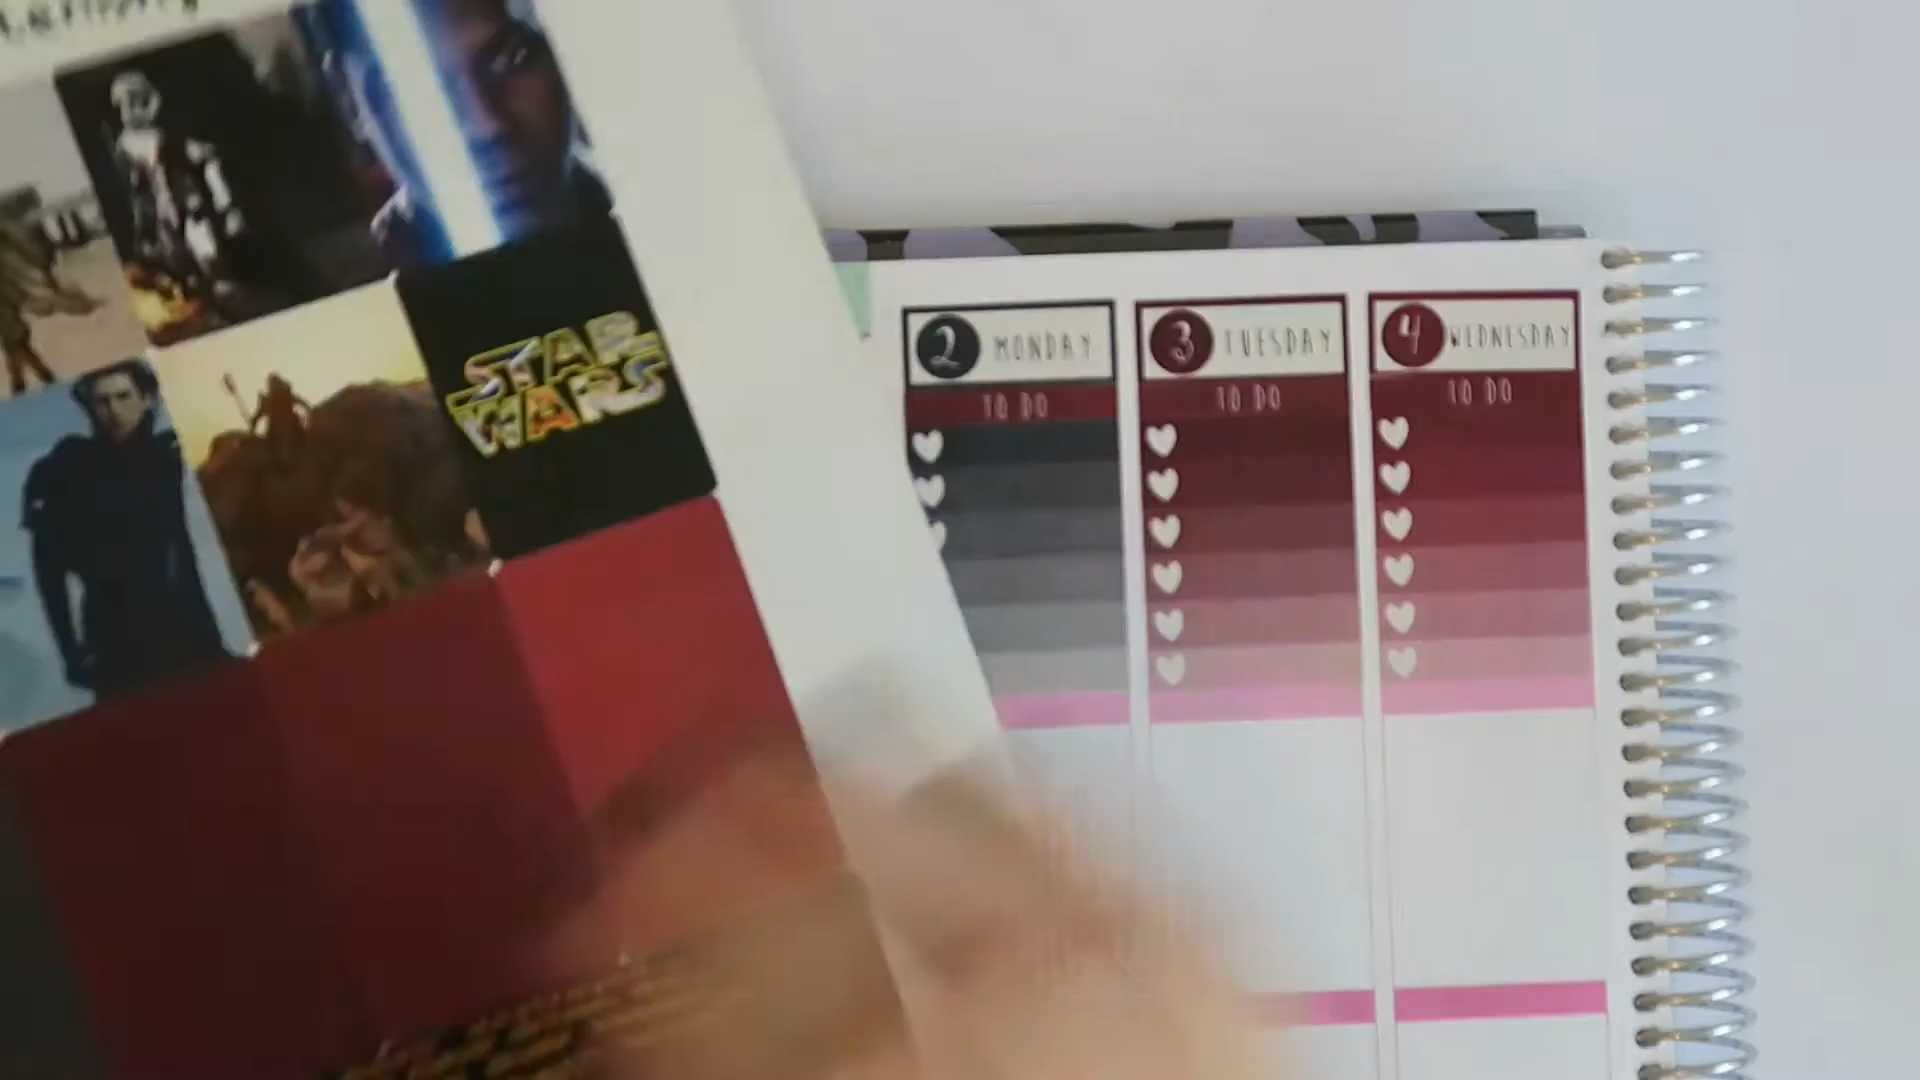 STAR
WARS
2 MONDAY
3 TUESDAY
4 WEDNESDAY
TO DO
TO DO
TO DO